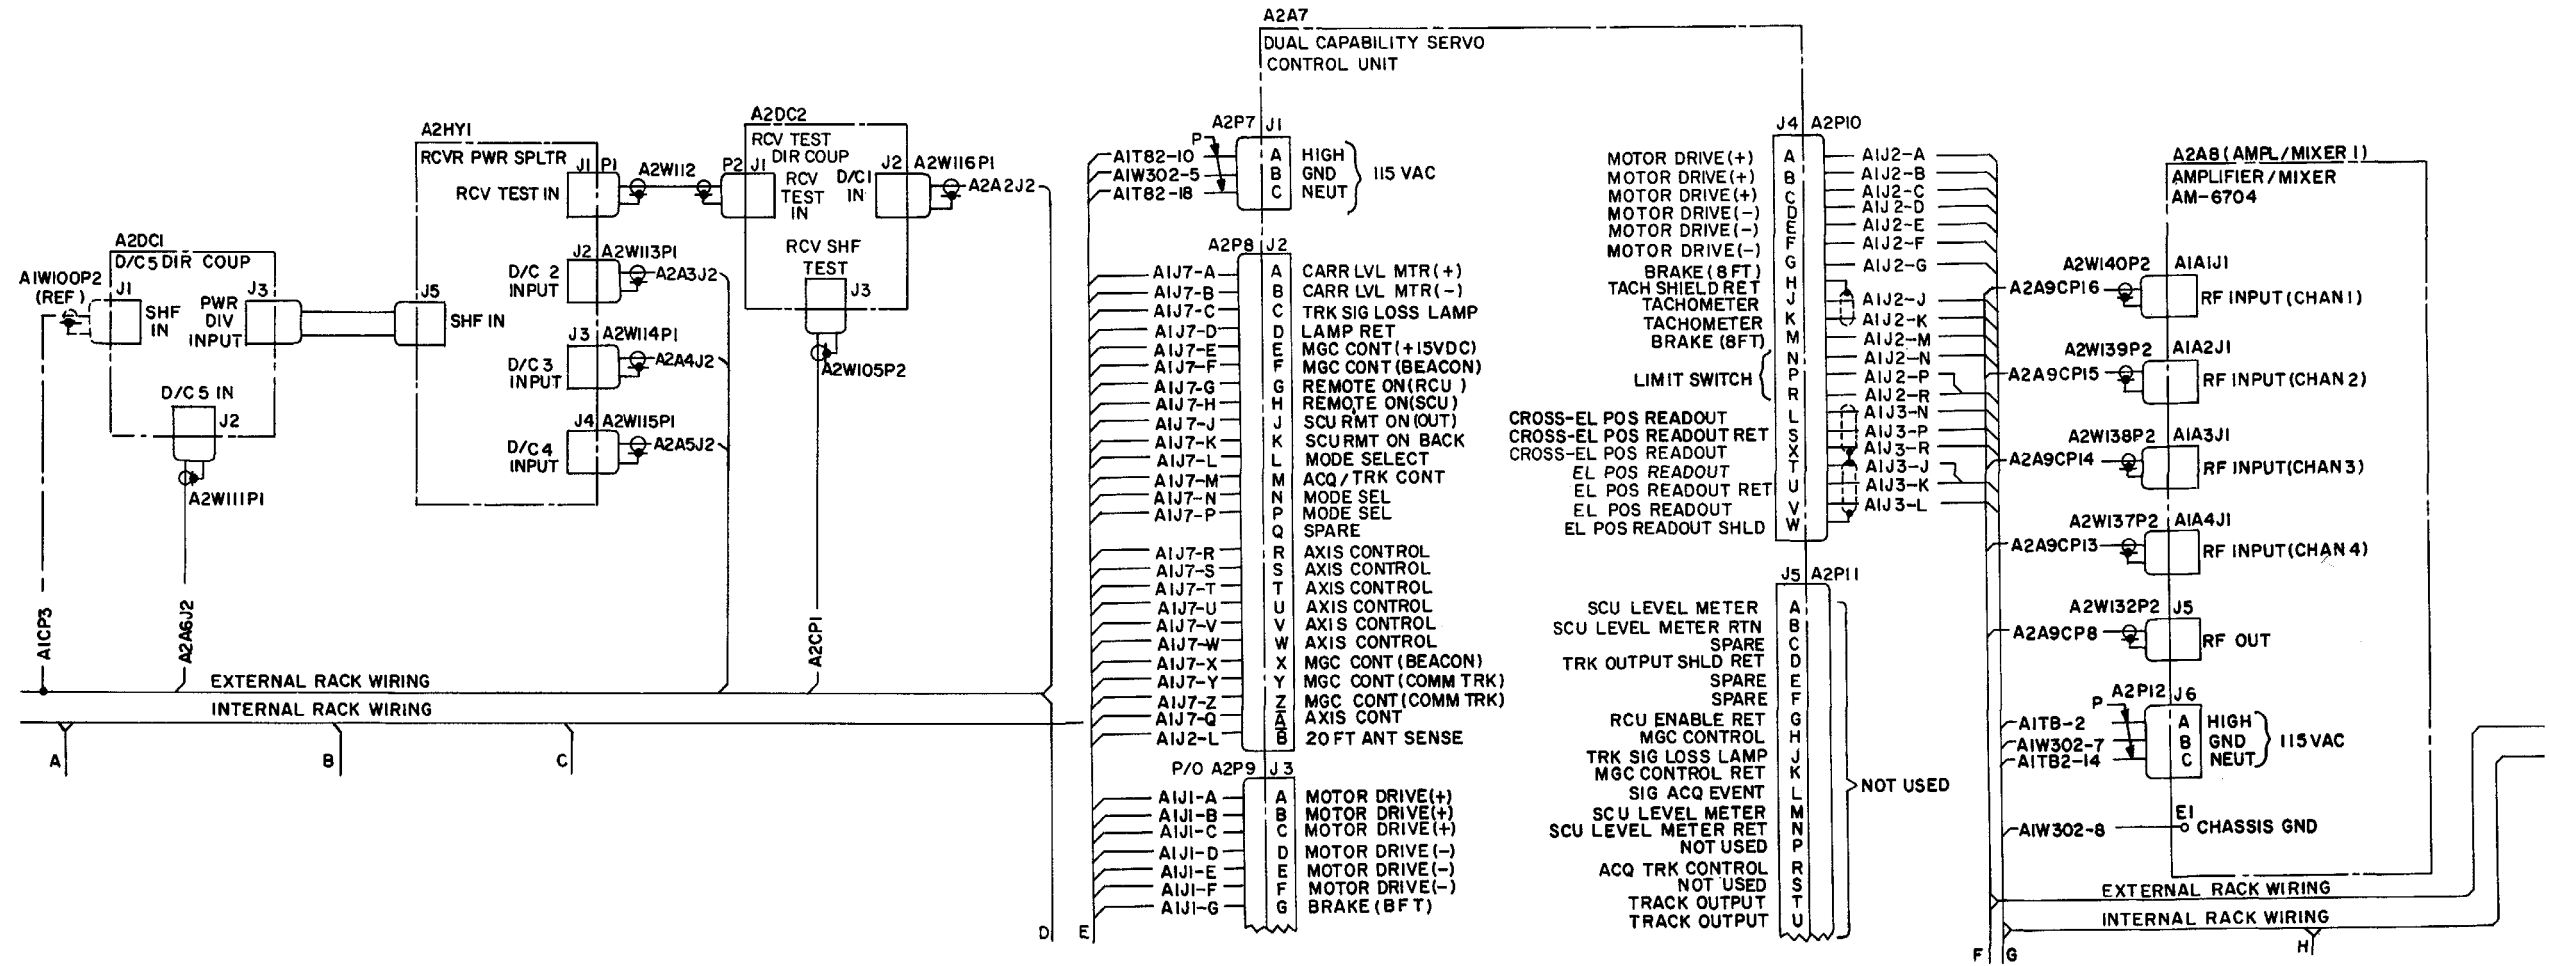 A2DC1
D/C5 DIR COUP
A1W100P2
(REF)
J1
SHF
IN
PWR
DIV
INPUT
J3
D/C 5 IN
J2
A2W111P1
A1CP3
A2A6J2
A2HY1
RCVR PWR SPLTR
J5
SHF IN
J1 P1
RCV TEST IN
A2W112
J2 A2W113P1
D/C 2
INPUT
A2A3J2
J3 A2W114P1
D/C 3
INPUT
A2A4J2
J4 A2W115P1
D/C4
INPUT
A2A5J2
A2DC2
RCV TEST
DIR COUP
P2 J1
RCV
TEST
IN
D/C1
IN
J2 A2W116P1
A2A2J2
RCV SHF
TEST
J3
A2W105P2
A2CP1
EXTERNAL RACK WIRING
INTERNAL RACK WIRING
A
B
C
D
E
A2A7
DUAL CAPABILITY SERVO
CONTROL UNIT
A2P7 J1
P
A1T82-10 A HIGH
A1W302-5 B GND
A1T82-18 C NEUT
115 VAC
A2P8 J2
A1J7-A A CARR LVL MTR(+)
A1J7-B B CARR LVL MTR(-)
A1J7-C C TRK SIG LOSS LAMP
A1J7-D D LAMP RET
A1J7-E E MGC CONT(+15VDC)
A1J7-F F MGC CONT(BEACON)
A1J7-G G REMOTE ON(RCU )
A1J7-H H REMOTE ON(SCU)
A1J7-J J SCU RMT ON(OUT)
A1J7-K K SCU RMT ON BACK
A1J7-L L MODE SELECT
A1J7-M M ACQ/TRK CONT
A1J7-N N MODE SEL
A1J7-P P MODE SEL
Q SPARE
A1J7-R R AXIS CONTROL
A1J7-S S AXIS CONTROL
A1J7-T T AXIS CONTROL
A1J7-U U AXIS CONTROL
A1J7-V V AXIS CONTROL
A1J7-W W AXIS CONTROL
A1J7-X X MGC CONT(BEACON)
A1J7-Y Y MGC CONT(COMM TRK)
A1J7-Z Z MGC CONT(COMM TRK)
A1J7-Q A̅ AXIS CONT
A1J2-L B̅ 20 FT ANT SENSE
P/O A2P9 J3
A1J1-A A MOTOR DRIVE(+)
A1J1-B B MOTOR DRIVE(+)
A1J1-C C MOTOR DRIVE(+)
A1J1-D D MOTOR DRIVE(-)
A1J1-E E MOTOR DRIVE(-)
A1J1-F F MOTOR DRIVE(-)
A1J1-G G BRAKE(8FT)
J4 A2P10
MOTOR DRIVE(+) A A1J2-A
MOTOR DRIVE(+) B A1J2-B
MOTOR DRIVE(+) C A1J2-C
MOTOR DRIVE(-) D A1J2-D
MOTOR DRIVE(-) E A1J2-E
MOTOR DRIVE(-) F A1J2-F
BRAKE(8 FT) G A1J2-G
TACH SHIELD RET H
TACHOMETER J A1J2-J
TACHOMETER K A1J2-K
BRAKE (8FT) M A1J2-M
N A1J2-N
LIMIT SWITCH P A1J2-P
R A1J2-R
CROSS-EL POS READOUT L A1J3-N
CROSS-EL POS READOUT RET S A1J3-P
CROSS-EL POS READOUT X A1J3-R
EL POS READOUT T A1J3-J
EL POS READOUT RET U A1J3-K
EL POS READOUT V A1J3-L
EL POS READOUT SHLD W
J5 A2P11
SCU LEVEL METER A
SCU LEVEL METER RTN B
SPARE C
TRK OUTPUT SHLD RET D
SPARE E
SPARE F
RCU ENABLE RET G
MGC CONTROL H
TRK SIG LOSS LAMP J
MGC CONTROL RET K
SIG ACQ EVENT L
SCU LEVEL METER M
SCU LEVEL METER RET N
NOT USED P
ACQ TRK CONTROL R
NOT USED S
TRACK OUTPUT T
TRACK OUTPUT U
NOT USED
F
G
A2A8 (AMPL/MIXER 1)
AMPLIFIER/MIXER
AM-6704
A2W140P2 A1A1J1
A2A9CP16 RF INPUT(CHAN 1)
A2W139P2 A1A2J1
A2A9CP15 RF INPUT(CHAN 2)
A2W138P2 A1A3J1
A2A9CP14 RF INPUT(CHAN 3)
A2W137P2 A1A4J1
A2A9CP13 RF INPUT(CHAN 4)
A2W132P2 J5
A2A9CP8 RF OUT
A2P12 J6
P
A1TB-2 A HIGH
A1W302-7 B GND
A1TB2-14 C NEUT
115 VAC
E1
A1W302-8 CHASSIS GND
EXTERNAL RACK WIRING
INTERNAL RACK WIRING
H